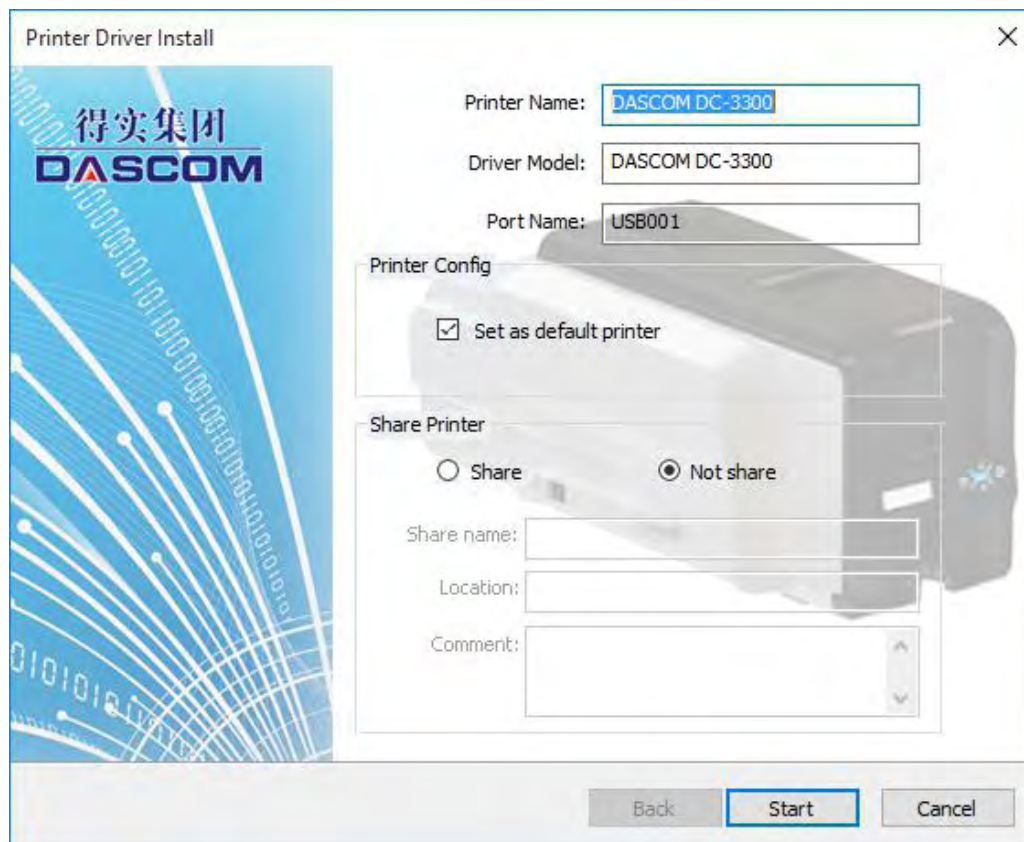 Printer Driver Install
得实集团
DASCOM
Printer Name: DASCOM DC-3300
Driver Model: DASCOM DC-3300
Port Name: USB001
Printer Config
Set as default printer
Share Printer
Share Not share
Share name:
Location:
Comment:
Back Start Cancel